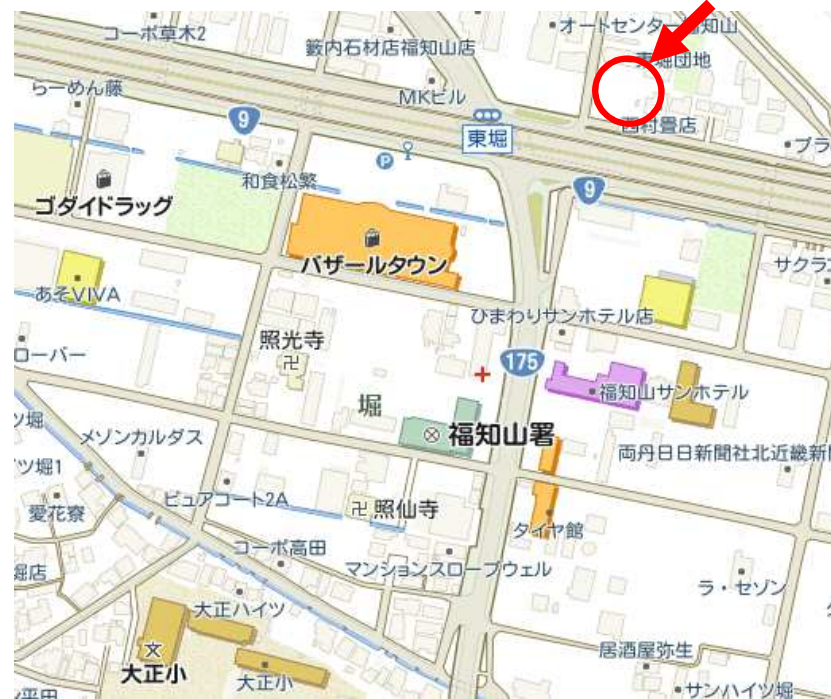 コーポ草木2
オートセンター福知山
籔内石材店福知山店
東堀団地
らーめん藤
MKビル
9
東堀
西村畳店
P
プラ
和食松繁
9
ゴダイドラッグ
バザールタウン
サクラ
あそVIVA
ひまわりサンホテル店
照光寺
卍
ローバー
175
堀
福知山サンホテル
ツ堀
メゾンカルダス
福知山署
両丹日日新聞社北近畿新
ツ堀1
ピュアコート2A
卍
照仙寺
愛花寮
タイヤ館
コーポ高田
マンションスロープウェル
堀店
ラ・セゾン
大正ハイツ
文
居酒屋弥生
大正小
大正小
サンハイツ堀